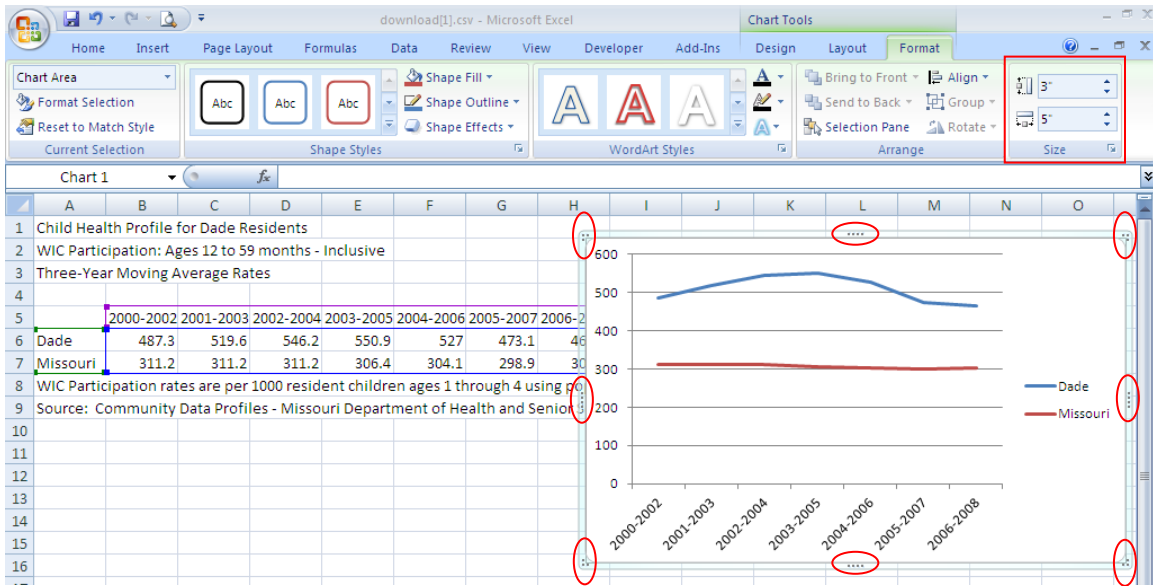 download[1].csv - Microsoft Excel
Chart Tools
Home Insert Page Layout Formulas Data Review View Developer Add-Ins Design Layout Format
Chart Area
Format Selection
Reset to Match Style
Current Selection
Abc Abc Abc
Shape Fill
Shape Outline
Shape Effects
Shape Styles
A A A
WordArt Styles
A
A
Bring to Front
Send to Back
Selection Pane
Align
Group
Rotate
Arrange
3"
5"
Size
Chart 1
fx
A B C D E F G H I J K L M N O
1 Child Health Profile for Dade Residents
2 WIC Participation: Ages 12 to 59 months - Inclusive
3 Three-Year Moving Average Rates
4
5 2000-2002 2001-2003 2002-2004 2003-2005 2004-2006 2005-2007 2006-2
6 Dade 487.3 519.6 546.2 550.9 527 473.1 46
7 Missouri 311.2 311.2 311.2 306.4 304.1 298.9 30
8 WIC Participation rates are per 1000 resident children ages 1 through 4 using po
9 Source: Community Data Profiles - Missouri Department of Health and Senior
10
11
12
13
14
15
16
600
500
400
300
200
100
0
2000-2002 2001-2003 2002-2004 2003-2005 2004-2006 2005-2007 2006-2008
Dade
Missouri